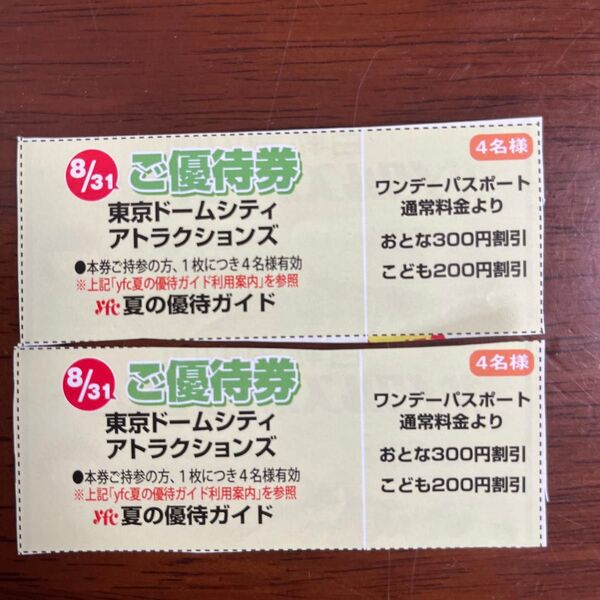 8/31
ご優待券
東京ドームシティ
アトラクションズ
●本券ご持参の方、1枚につき4名様有効
※上記「yfc夏の優待ガイド利用案内」を参照
yfc 夏の優待ガイド
4名様
ワンデーパスポート
通常料金より
おとな300円割引
こども200円割引
8/31
ご優待券
東京ドームシティ
アトラクションズ
●本券ご持参の方、1枚につき4名様有効
※上記「yfc夏の優待ガイド利用案内」を参照
yfc 夏の優待ガイド
4名様
ワンデーパスポート
通常料金より
おとな300円割引
こども200円割引